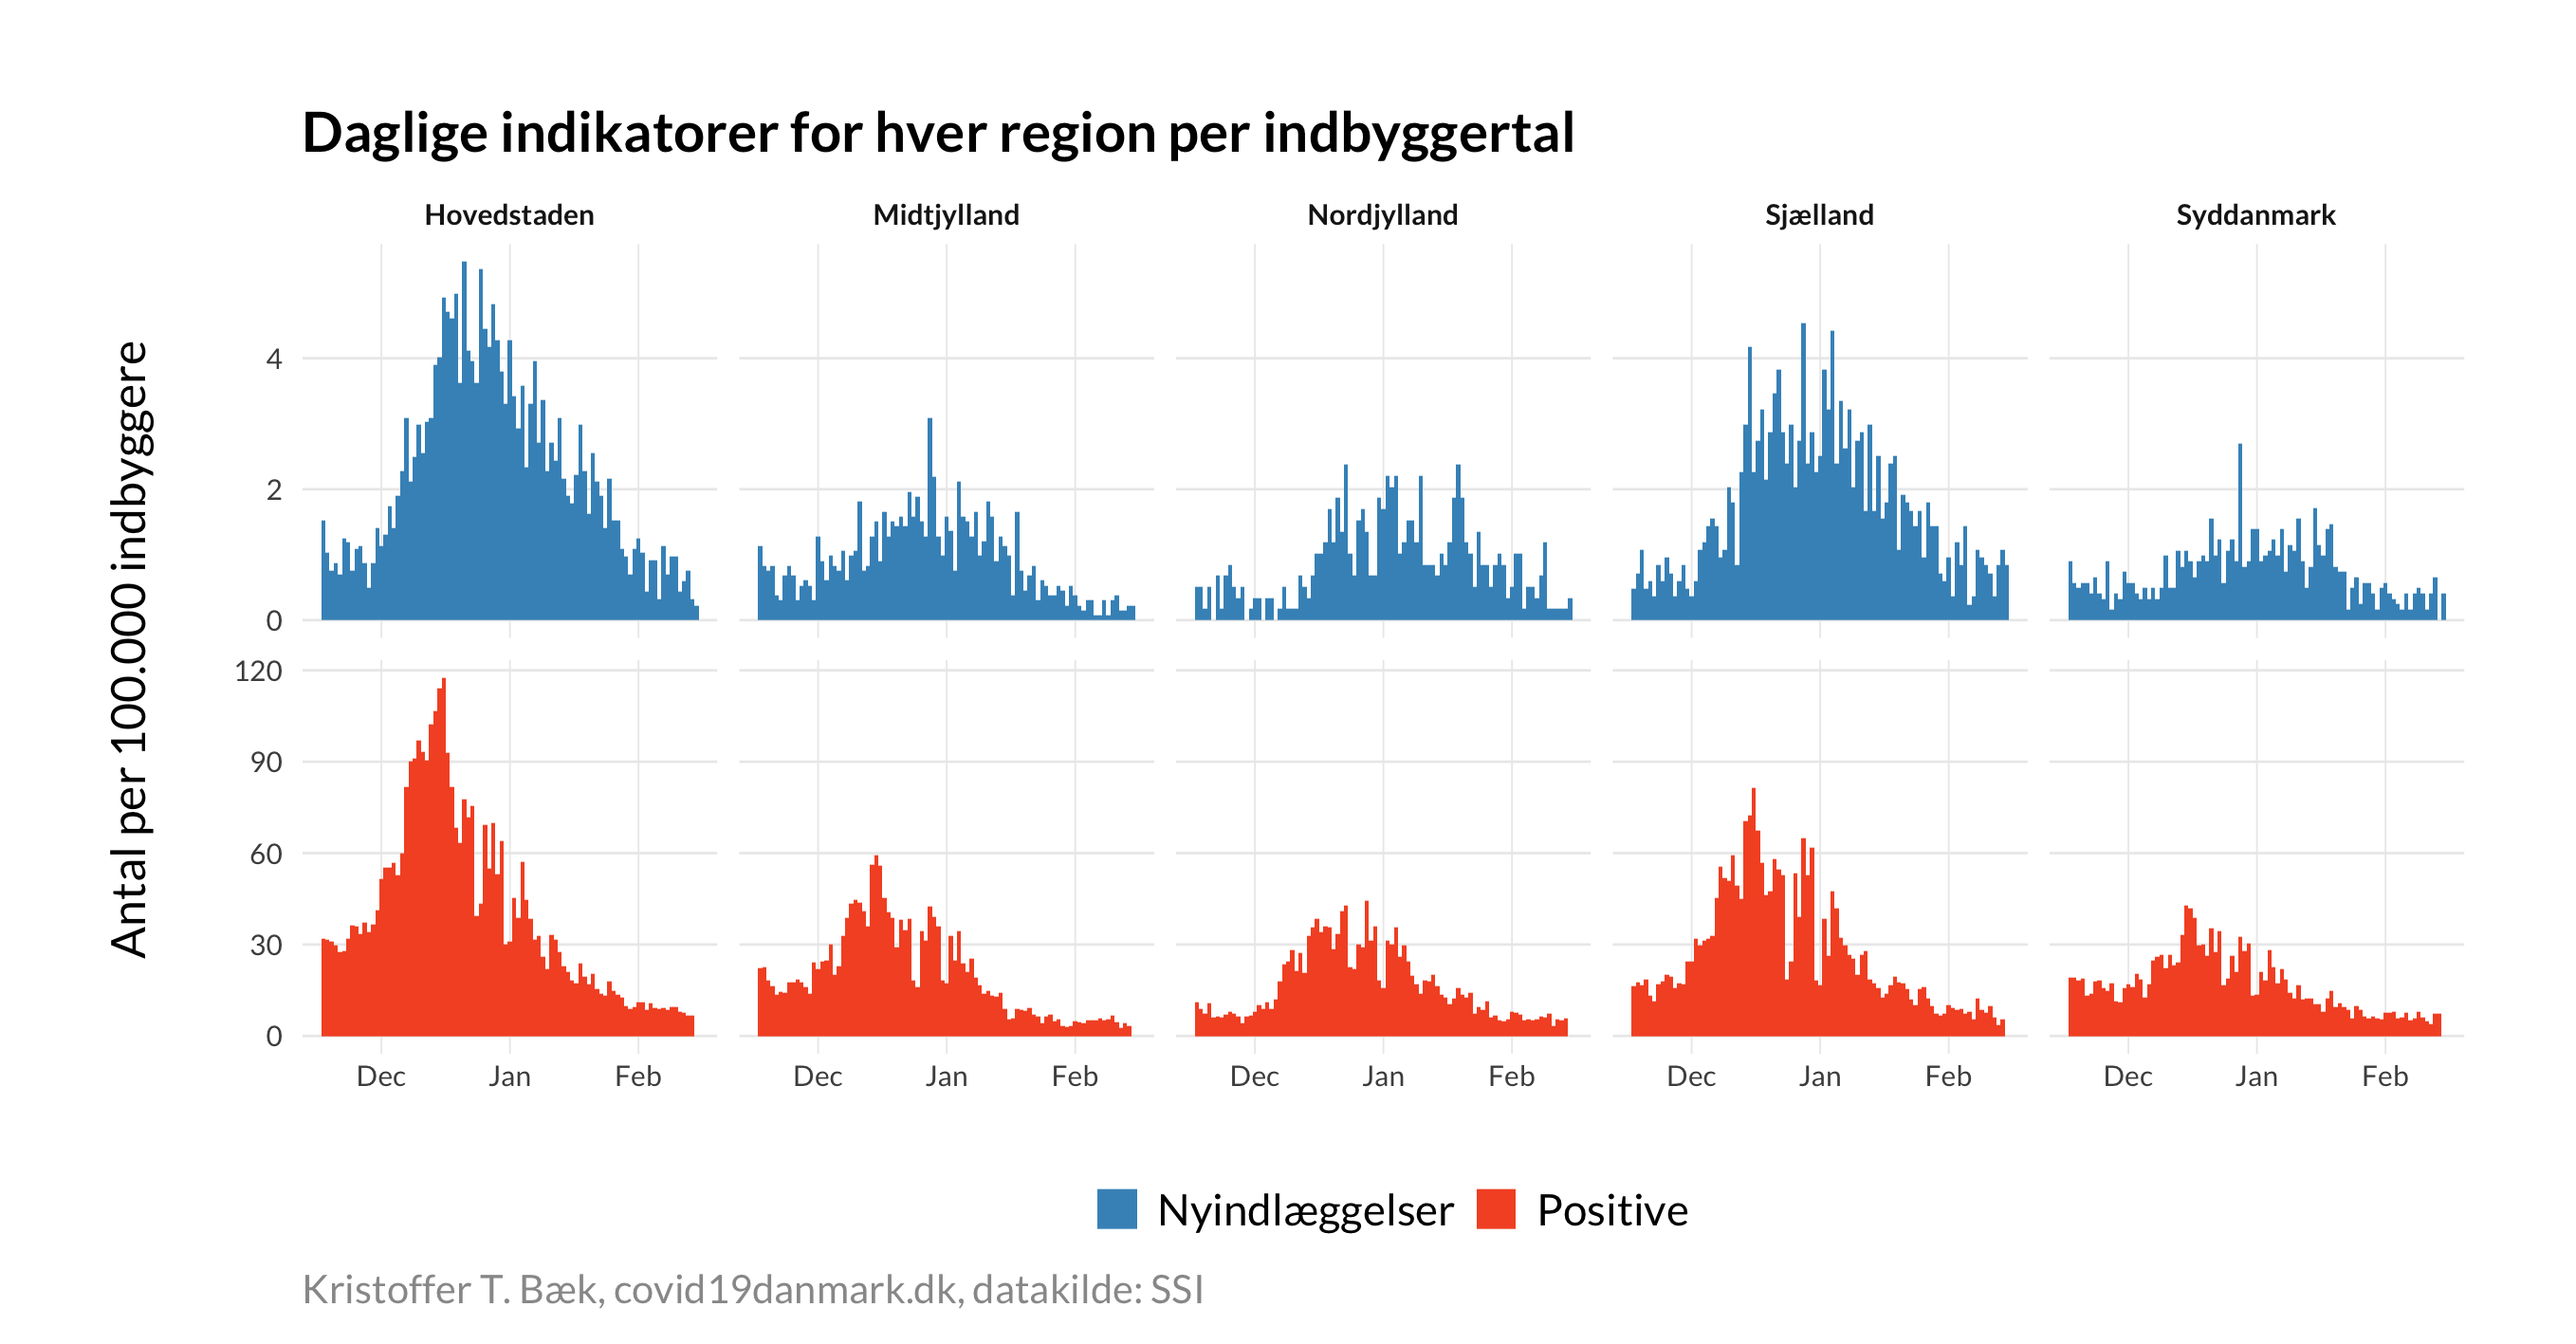 Daglige indikatorer for hver region per indbyggertal
Hovedstaden Midtjylland Nordjylland Sjælland Syddanmark
Antal per 100.000 indbyggere
4
2
0
120
90
60
30
0
Dec Jan Feb Dec Jan Feb Dec Jan Feb Dec Jan Feb Dec Jan Feb
Nyindlæggelser Positive
Kristoffer T. Bæk, covid19danmark.dk, datakilde: SSI